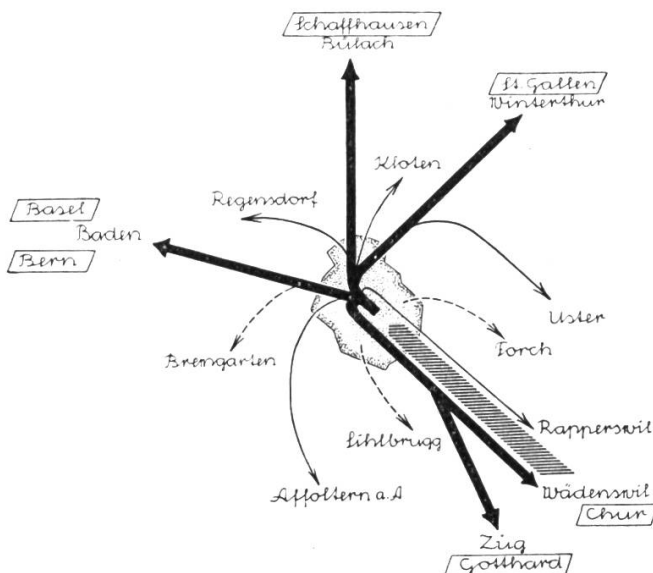 Schaffhausen
Bülach
St. Gallen
Winterthur
Kloten
Regensdorf
Basel
Baden
Bern
Uster
Bremgarten
Forch
Rapperswil
Sihlbrugg
Affoltern a. A
Wädenswil
Chur
Zug
Gotthard